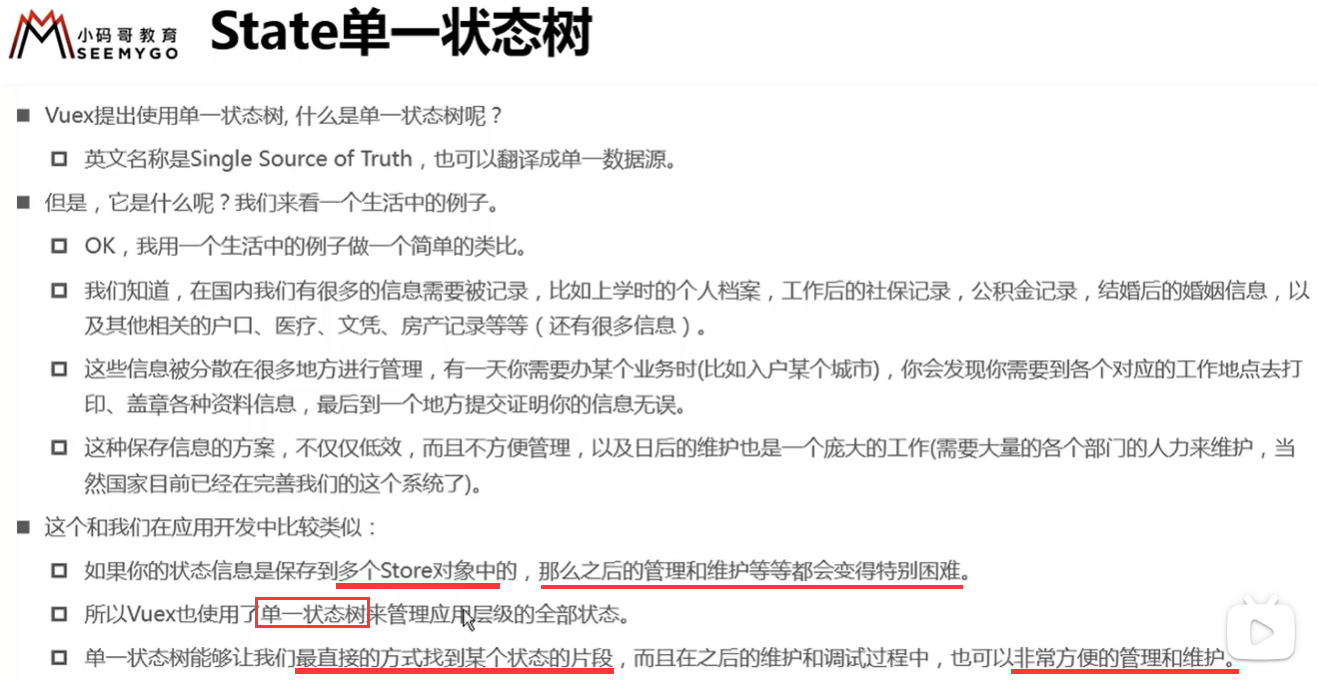 小码哥教育
SEEMYGO
State单一状态树
Vuex提出使用单一状态树, 什么是单一状态树呢？
英文名称是Single Source of Truth，也可以翻译成单一数据源。
但是，它是什么呢？我们来看一个生活中的例子。
OK，我用一个生活中的例子做一个简单的类比。
我们知道，在国内我们有很多的信息需要被记录，比如上学时的个人档案，工作后的社保记录，公积金记录，结婚后的婚姻信息，以
及其他相关的户口、医疗、文凭、房产记录等等（还有很多信息）。
这些信息被分散在很多地方进行管理，有一天你需要办某个业务时(比如入户某个城市)，你会发现你需要到各个对应的工作地点去打
印、盖章各种资料信息，最后到一个地方提交证明你的信息无误。
这种保存信息的方案，不仅仅低效，而且不方便管理，以及日后的维护也是一个庞大的工作(需要大量的各个部门的人力来维护，当
然国家目前已经在完善我们的这个系统了)。
这个和我们在应用开发中比较类似：
如果你的状态信息是保存到多个Store对象中的，那么之后的管理和维护等等都会变得特别困难。
所以Vuex也使用了单一状态树来管理应用层级的全部状态。
单一状态树能够让我们最直接的方式找到某个状态的片段，而且在之后的维护和调试过程中，也可以非常方便的管理和维护。